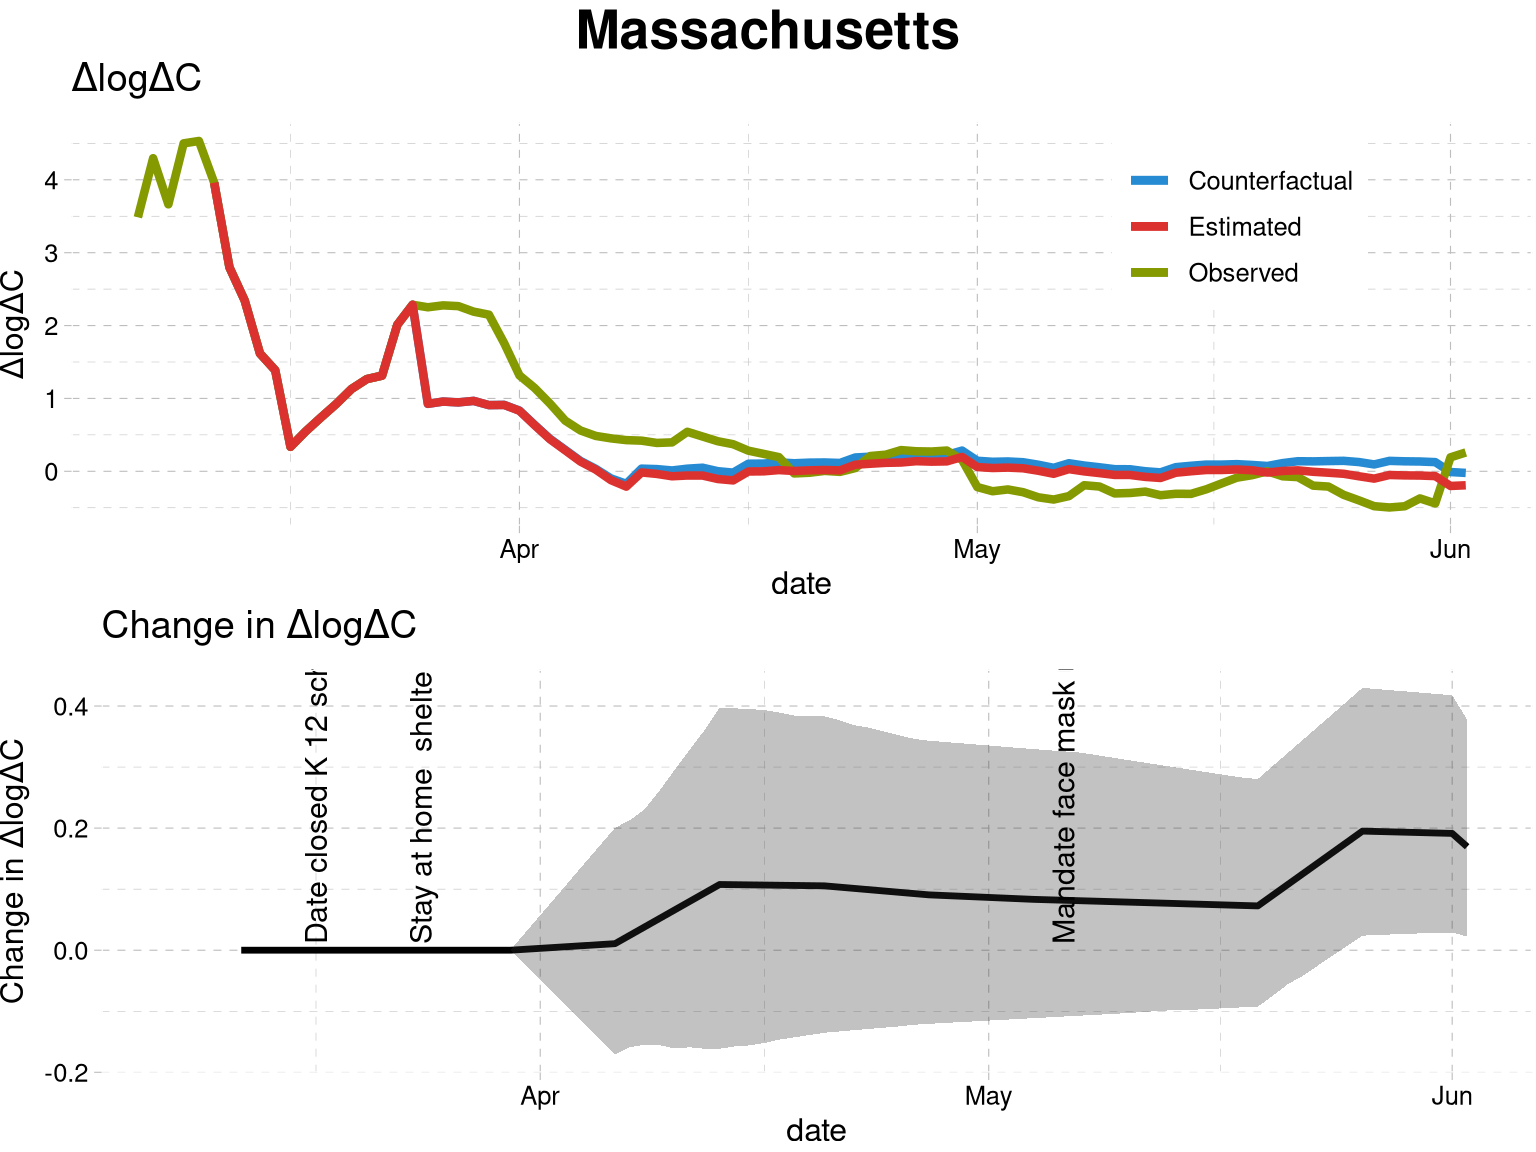 Massachusetts
ΔlogΔC
ΔlogΔC
4
3
2
1
0
Counterfactual
Estimated
Observed
Apr
May
Jun
date
Change in ΔlogΔC
Change in ΔlogΔC
0.4
0.2
0.0
-0.2
Date closed K 12
Stay at home shelte
Mandate face mask
Apr
May
Jun
date